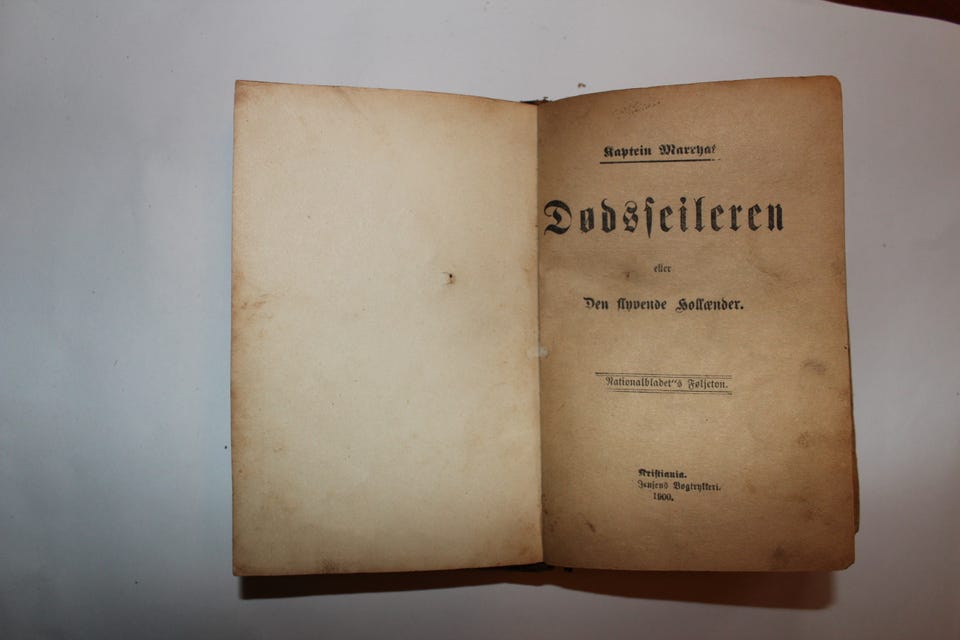 Kaptein Marryat
Dødsseileren
eller
Den flyvende Hollænder.
Nationalbladet"s Føljeton.
Kristiania.
Jensens Bogtrykkeri.
1900.